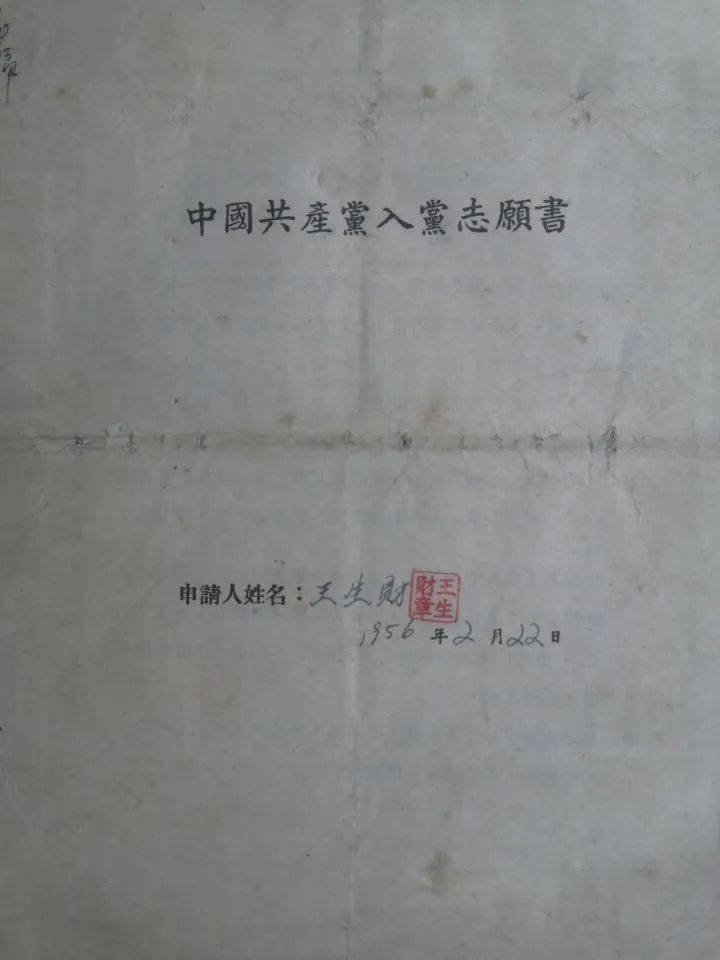 中國共產黨入黨志願書
申請人姓名：王生財
王生財章
1956年2月22日